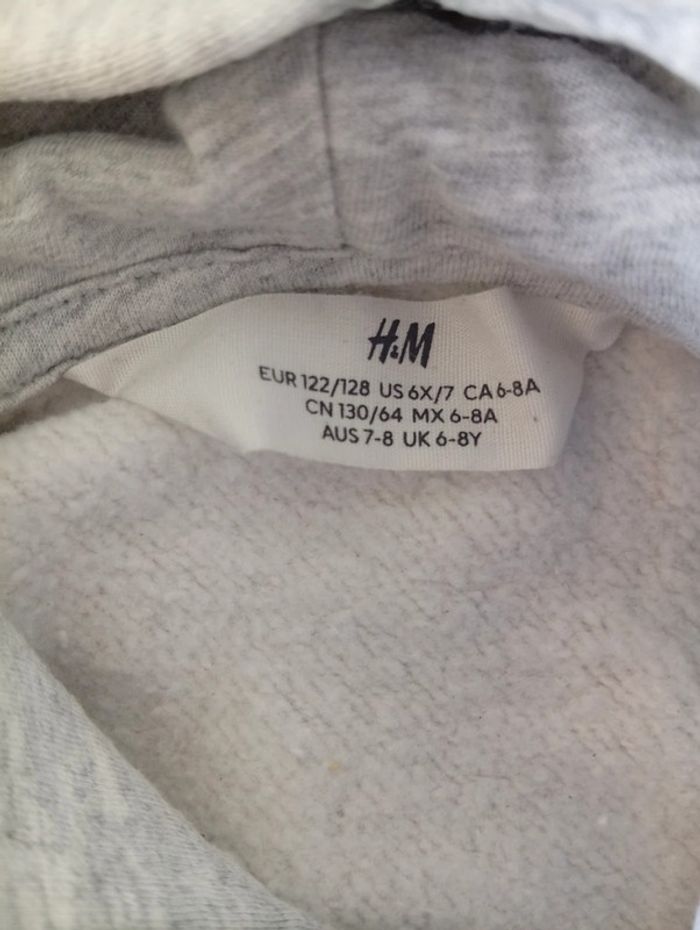 H&M
EUR 122/128 US 6X/7 CA 6-8A
CN 130/64 MX 6-8A
AUS 7-8 UK 6-8Y